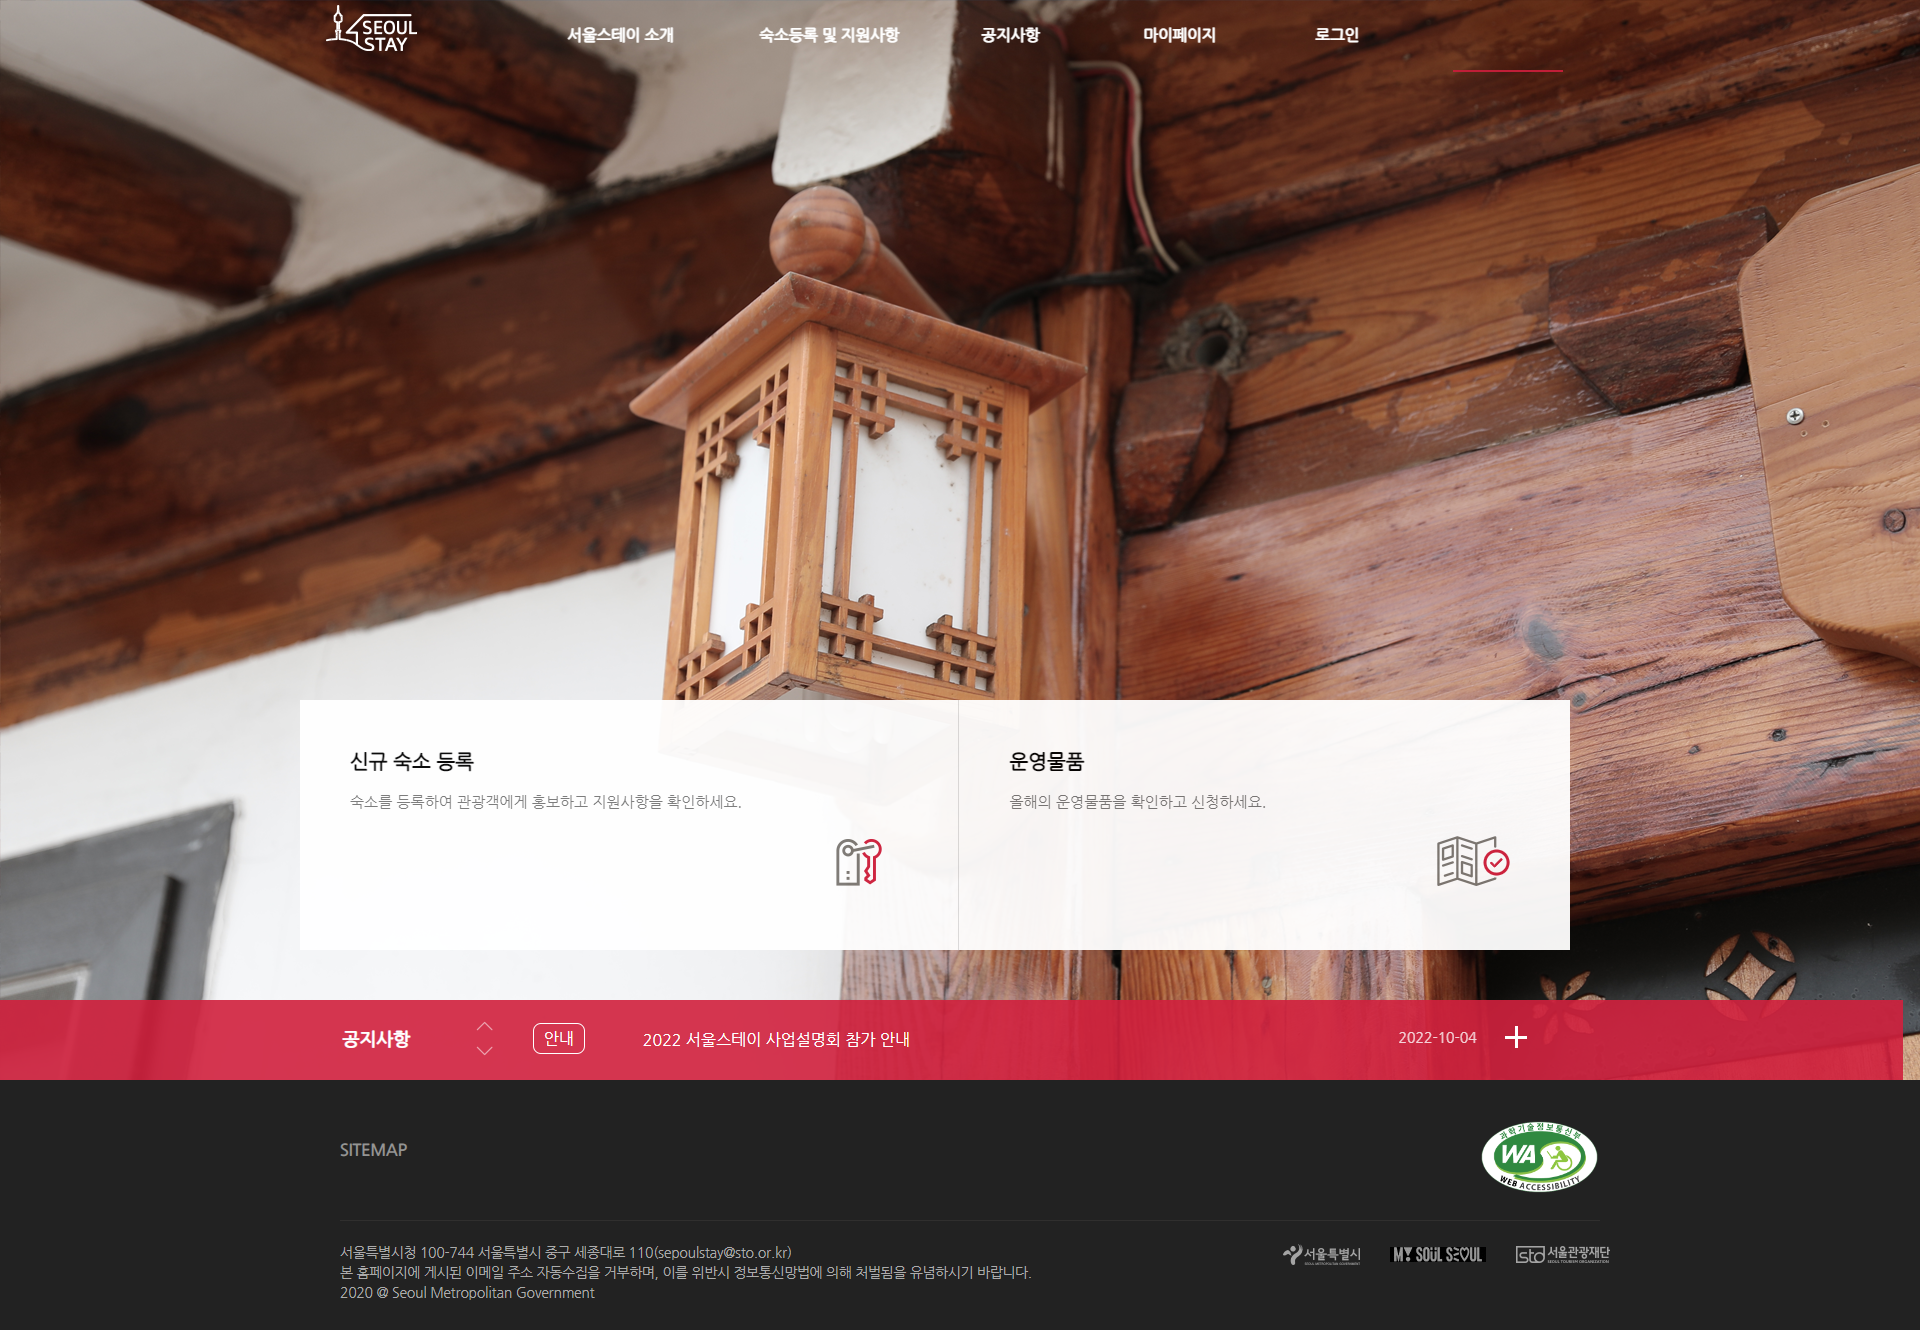 SEOUL
STAY
서울스테이 소개
숙소등록 및 지원사항
공지사항
마이페이지
로그인
신규 숙소 등록
숙소를 등록하여 관광객에게 홍보하고 지원사항을 확인하세요.
운영물품
올해의 운영물품을 확인하고 신청하세요.
공지사항
안내
2022 서울스테이 사업설명회 참가 안내
2022-10-04
SITEMAP
과학기술정보통신부
WA
WEB ACCESSIBILITY
서울특별시청 100-744 서울특별시 중구 세종대로 110(sepoulstay@sto.or.kr)
본 홈페이지에 게시된 이메일 주소 자동수집을 거부하며, 이를 위반시 정보통신망법에 의해 처벌됨을 유념하시기 바랍니다.
2020 @ Seoul Metropolitan Government
서울특별시
SEOUL METROPOLITAN GOVERNMENT
MY SOUL SEOUL
sto 서울관광재단
SEOUL TOURISM ORGANIZATION